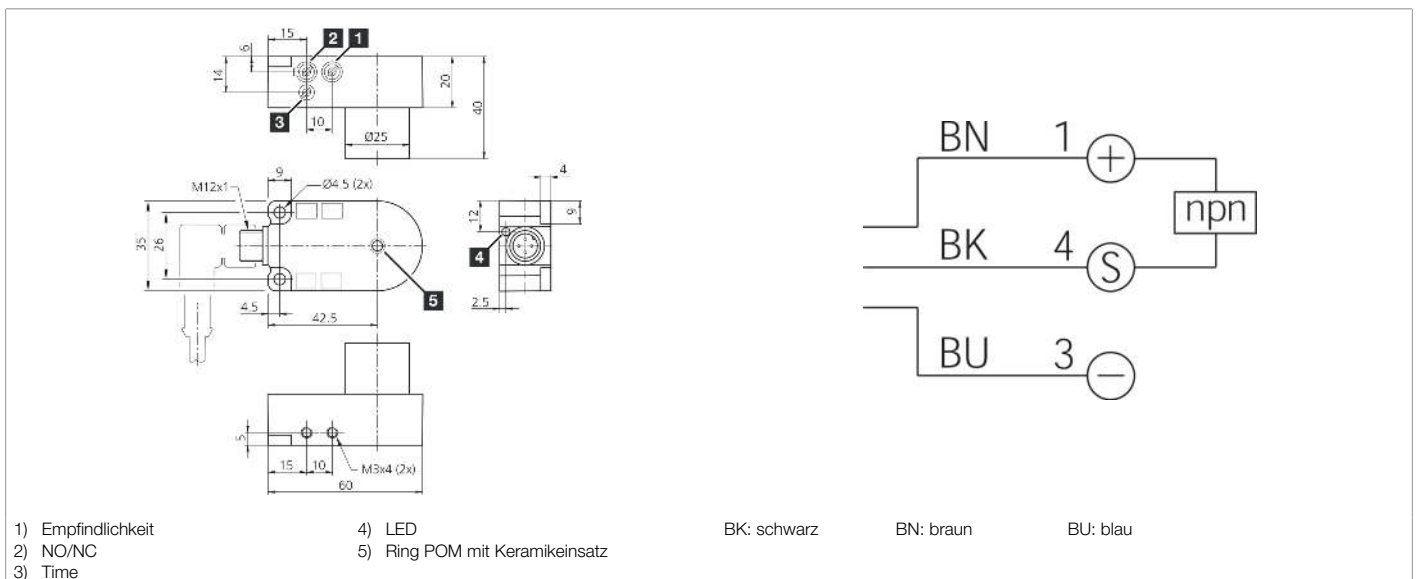 15
2 1
6
14
20
40
3
10
Ø25
9
M12x1
Ø4.5 (2x)
4
12
9
35
26
4
5
4.5
42.5
2.5
5
15
10
M3x4 (2x)
60
BN 1 +
npn
BK 4 S
BU 3 −
1) Empfindlichkeit
2) NO/NC
3) Time
4) LED
5) Ring POM mit Keramikeinsatz
BK: schwarz BN: braun BU: blau